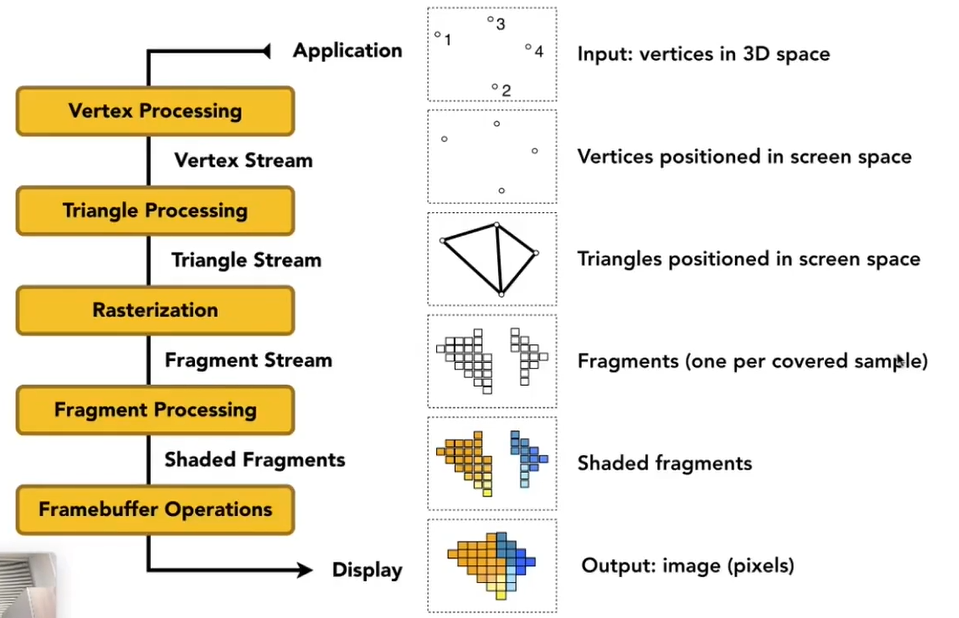 Application
3
1
4
2
Input: vertices in 3D space
Vertex Processing
Vertex Stream
Vertices positioned in screen space
Triangle Processing
Triangle Stream
Triangles positioned in screen space
Rasterization
Fragment Stream
Fragments (one per covered sample)
Fragment Processing
Shaded Fragments
Shaded fragments
Framebuffer Operations
Display
Output: image (pixels)